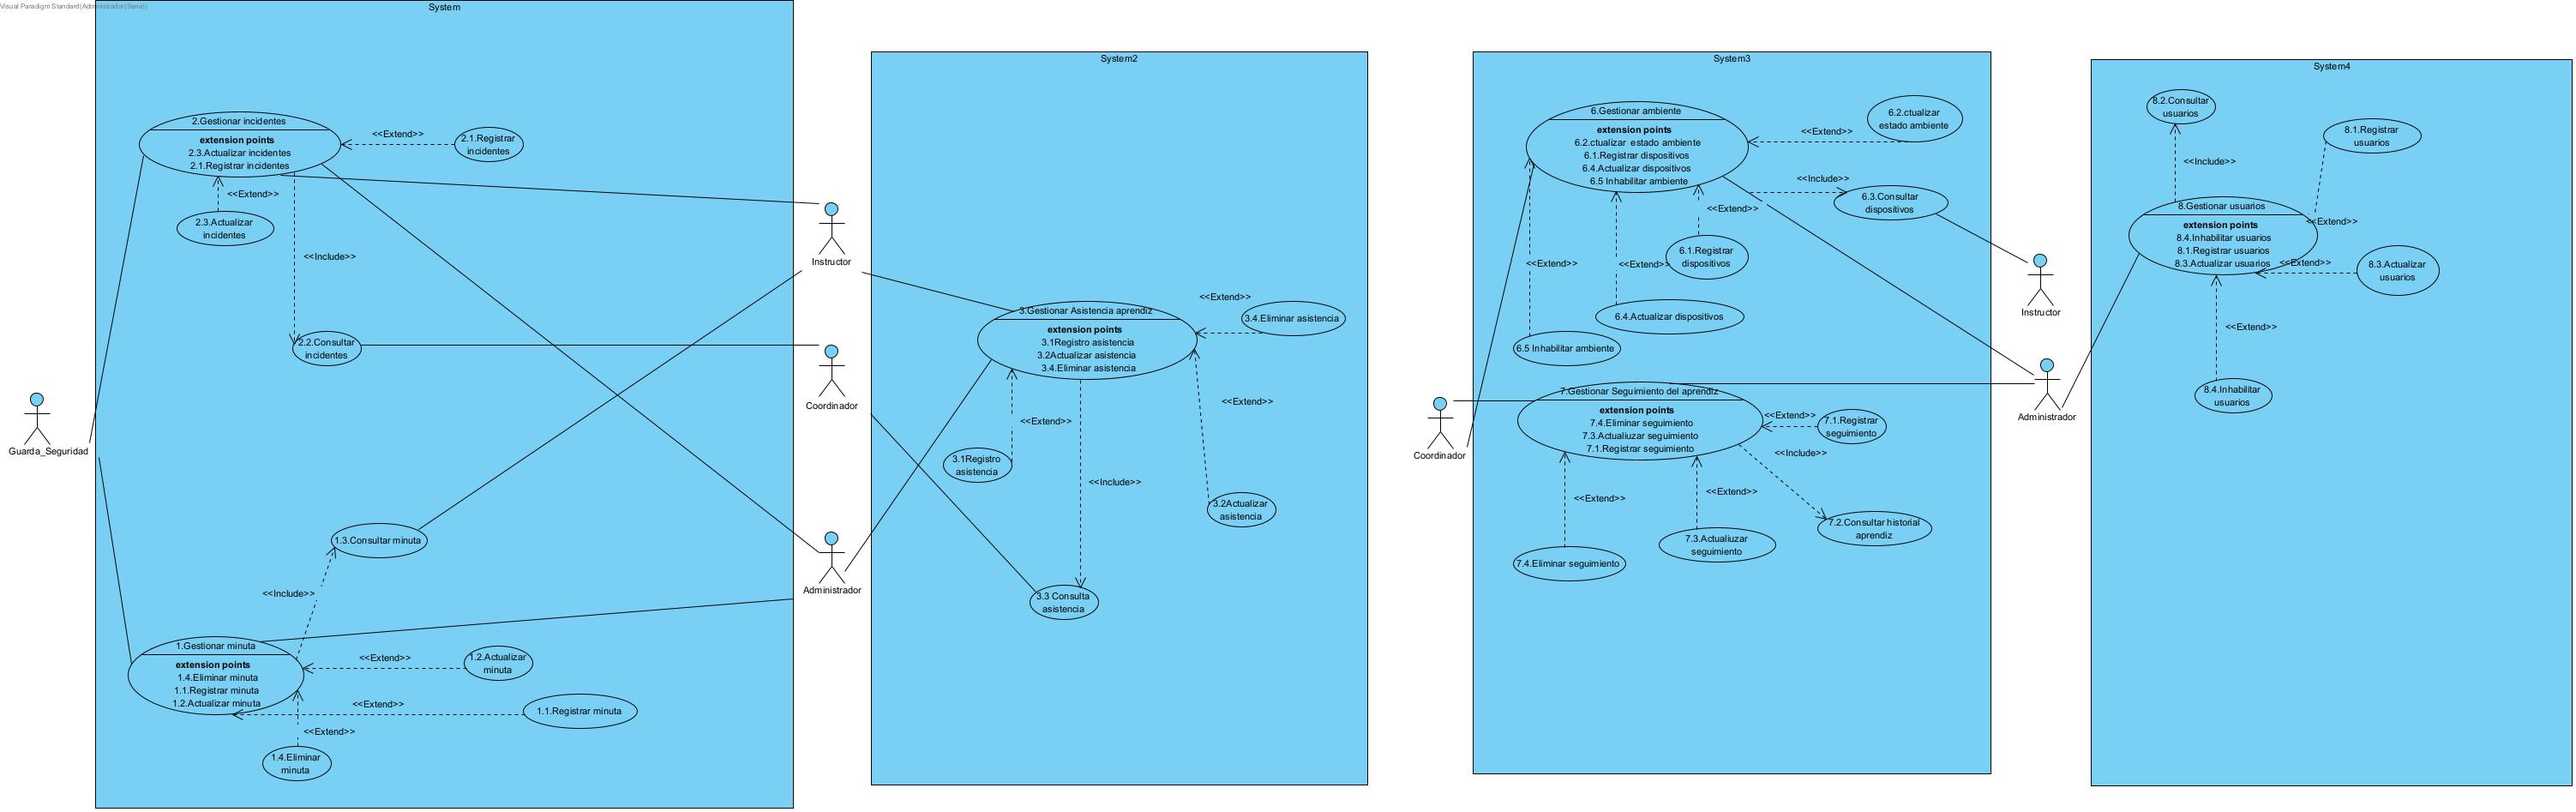 Visual Paradigm Standard(Administrador(Sena))
System
2.Gestionar incidentes
extension points
2.3.Actualizar incidentes
2.1.Registrar incidentes
<<Extend>>
2.1.Registrar
incidentes
<<Extend>>
2.3.Actualizar
incidentes
<<Include>>
2.2.Consultar
incidentes
Guarda_Seguridad
1.3.Consultar minuta
<<Include>>
1.Gestionar minuta
extension points
1.4.Eliminar minuta
1.1.Registrar minuta
1.2.Actualizar minuta
<<Extend>>
1.2.Actualizar
minuta
<<Extend>>
1.1.Registrar minuta
<<Extend>>
1.4.Eliminar
minuta
Instructor
Coordinador
Administrador
System2
3.Gestionar Asistencia aprendiz
extension points
3.1Registro asistencia
3.2Actualizar asistencia
3.4.Eliminar asistencia
<<Extend>>
3.4.Eliminar asistencia
<<Extend>>
3.1Registro
asistencia
<<Include>>
<<Extend>>
3.2Actualizar
asistencia
3.3 Consulta
asistencia
Coordinador
System3
6.Gestionar ambiente
extension points
6.2.ctualizar estado ambiente
6.1.Registrar dispositivos
6.4.Actualizar dispositivos
6.5 Inhabilitar ambiente
<<Extend>>
6.2.ctualizar
estado ambiente
<<Include>>
6.3.Consultar
dispositivos
<<Extend>>
6.1.Registrar
dispositivos
<<Extend>>
<<Extend>>
6.4.Actualizar dispositivos
6.5 Inhabilitar ambiente
7.Gestionar Seguimiento del aprendiz
extension points
7.4.Eliminar seguimiento
7.3.Actualiuzar seguimiento
7.1.Registrar seguimiento
<<Extend>>
7.1.Registrar
seguimiento
<<Include>>
<<Extend>>
<<Extend>>
7.2.Consultar historial
aprendiz
7.3.Actualiuzar
seguimiento
7.4.Eliminar seguimiento
Instructor
Administrador
System4
8.2.Consultar
usuarios
8.1.Registrar
usuarios
<<Include>>
8.Gestionar usuarios
extension points
8.4.Inhabilitar usuarios
8.1.Registrar usuarios
8.3.Actualizar usuarios
<<Extend>>
<<Extend>>
8.3.Actualizar
usuarios
<<Extend>>
8.4.Inhabilitar
usuarios